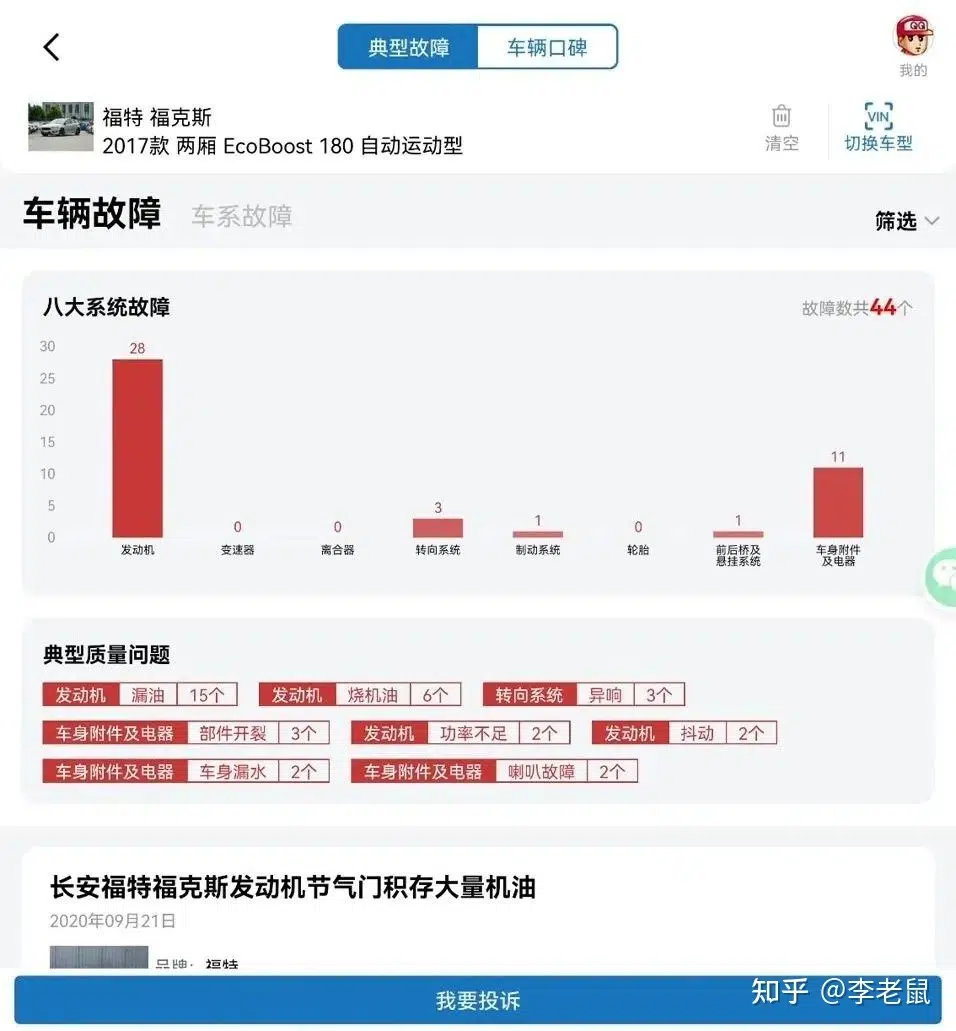 典型故障 车辆口碑
我的
福特 福克斯
2017款 两厢 EcoBoost 180 自动运动型
清空
VIN
切换车型
车辆故障 车系故障 筛选
八大系统故障 故障数共44个
30
25
20
15
10
5
0
28 0 0 3 1 0 1 11
发动机 变速器 离合器 转向系统 制动系统 轮胎 前后桥及 车身附件
悬挂系统 及电器
典型质量问题
发动机 漏油 15个 发动机 烧机油 6个 转向系统 异响 3个
车身附件及电器 部件开裂 3个 发动机 功率不足 2个 发动机 抖动 2个
车身附件及电器 车身漏水 2个 车身附件及电器 喇叭故障 2个
长安福特福克斯发动机节气门积存大量机油
2020年09月21日
品牌： 福特
我要投诉
知乎 @李老鼠